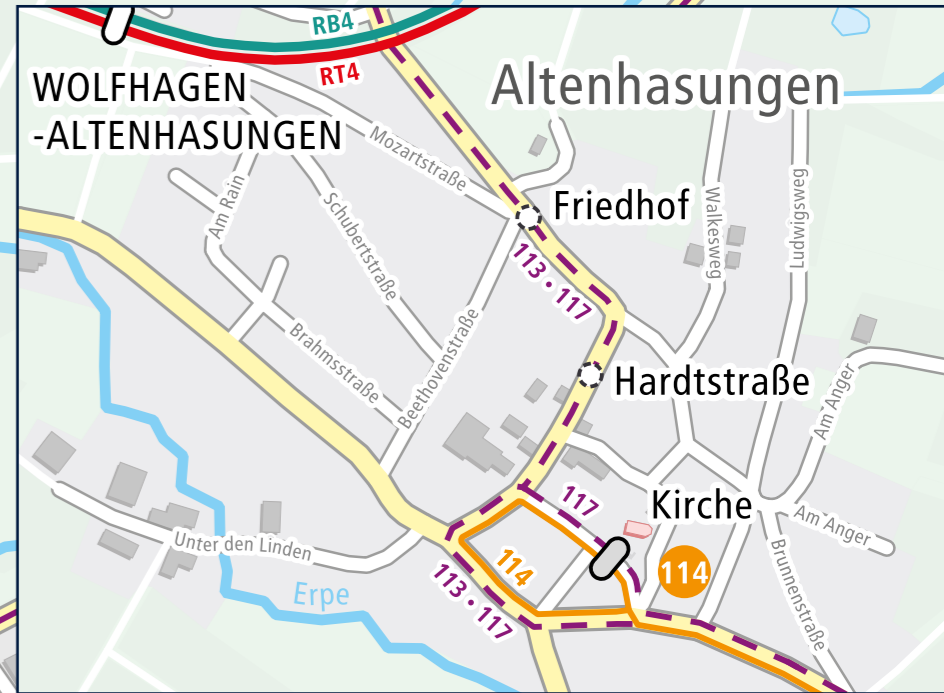 RB4
RT4
WOLFHAGEN
-ALTENHASUNGEN
Altenhasungen
Mozartstraße
Am Rain
Schubertstraße
Friedhof
Walkesweg
Ludwigsweg
113 • 117
Brahmsstraße
Beethovenstraße
Hardtstraße
Am Anger
117
Kirche
Am Anger
Unter den Linden
114
114
113 • 117
Brunnenstraße
Erpe